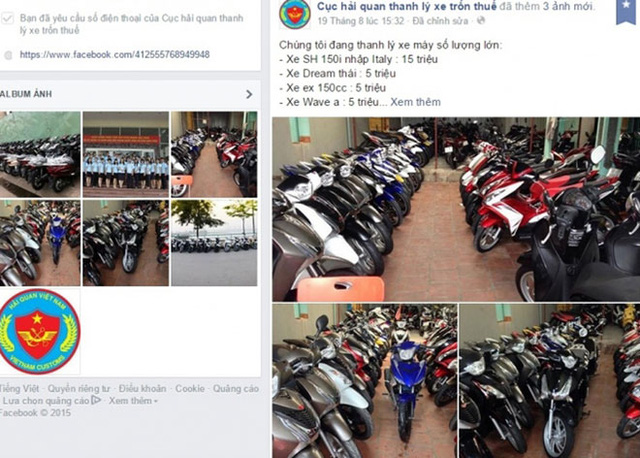 Bạn đã yêu cầu số điện thoại của Cục hải quan thanh
lý xe trốn thuế
https://www.facebook.com/412555768949948
ALBUM ẢNH
HẢI QUAN VIỆT NAM
VIETNAM CUSTOMS
Tiếng Việt · Quyền riêng tư · Điều khoản · Cookie · Quảng cáo
Lựa chọn quảng cáo · Xem thêm
Facebook © 2015
Cục hải quan thanh lý xe trốn thuế đã thêm 3 ảnh mới.
19 Tháng 8 lúc 15:32 · Đã chỉnh sửa ·
Chúng tôi đang thanh lý xe máy số lượng lớn:
- Xe SH 150i nhập Italy : 15 triệu
- Xe Dream thái : 5 triệu
- Xe ex 150cc : 5 triệu
- Xe Wave a : 5 triệu... Xem thêm